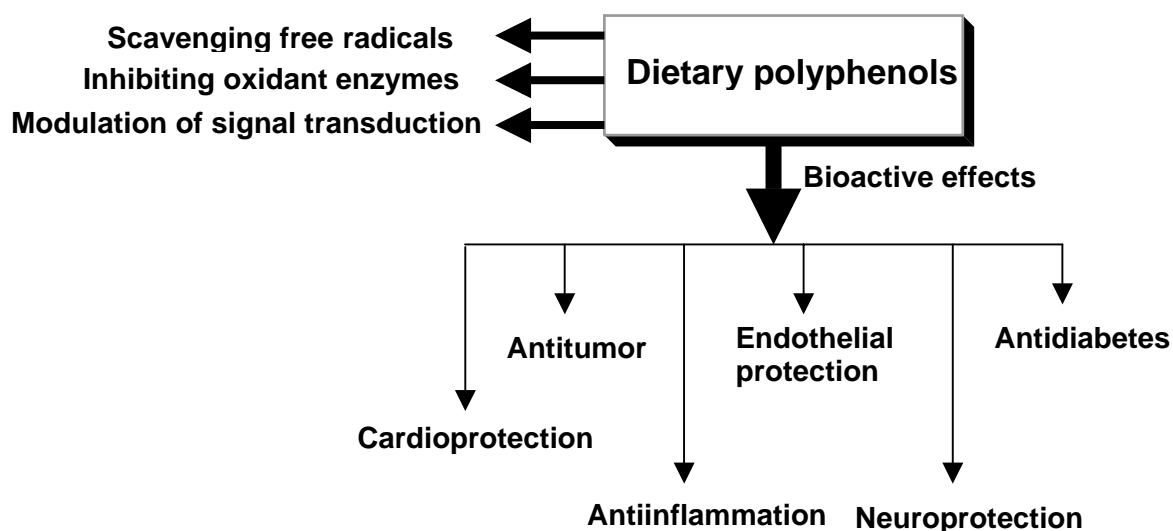 Scavenging free radicals
Inhibiting oxidant enzymes
Modulation of signal transduction
Dietary polyphenols
Bioactive effects
Cardioprotection
Antitumor
Antiinflammation
Endothelial
protection
Neuroprotection
Antidiabetes